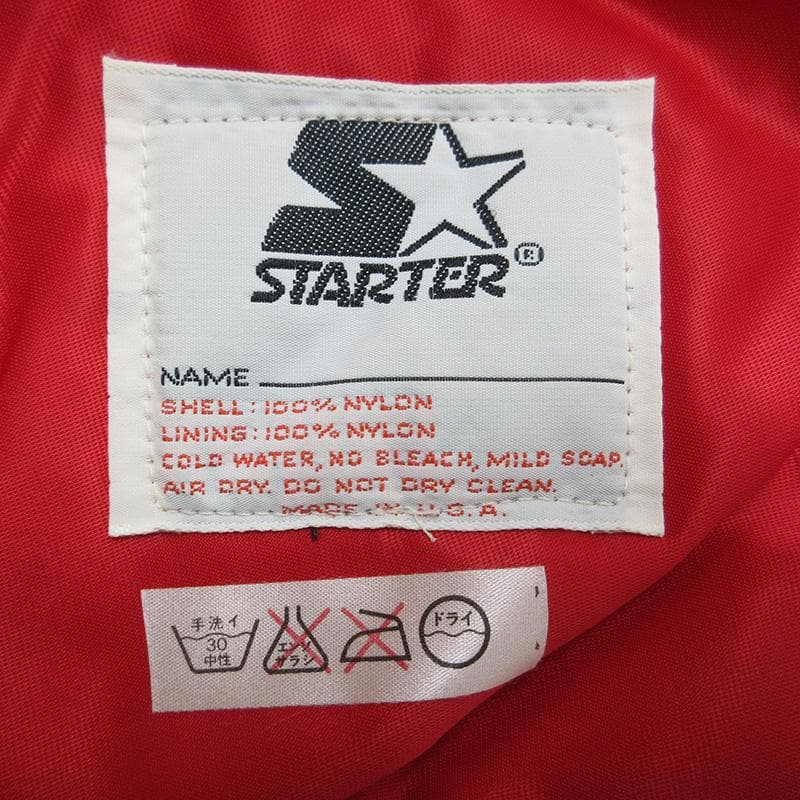 STARTER®
NAME
SHELL: 100% NYLON
LINING: 100% NYLON
COLD WATER, NO BLEACH, MILD SOAP.
AIR DRY. DO NOT DRY CLEAN.
MADE IN U.S.A.
手洗イ
30
中性
エンソ
サラシ
ドライ